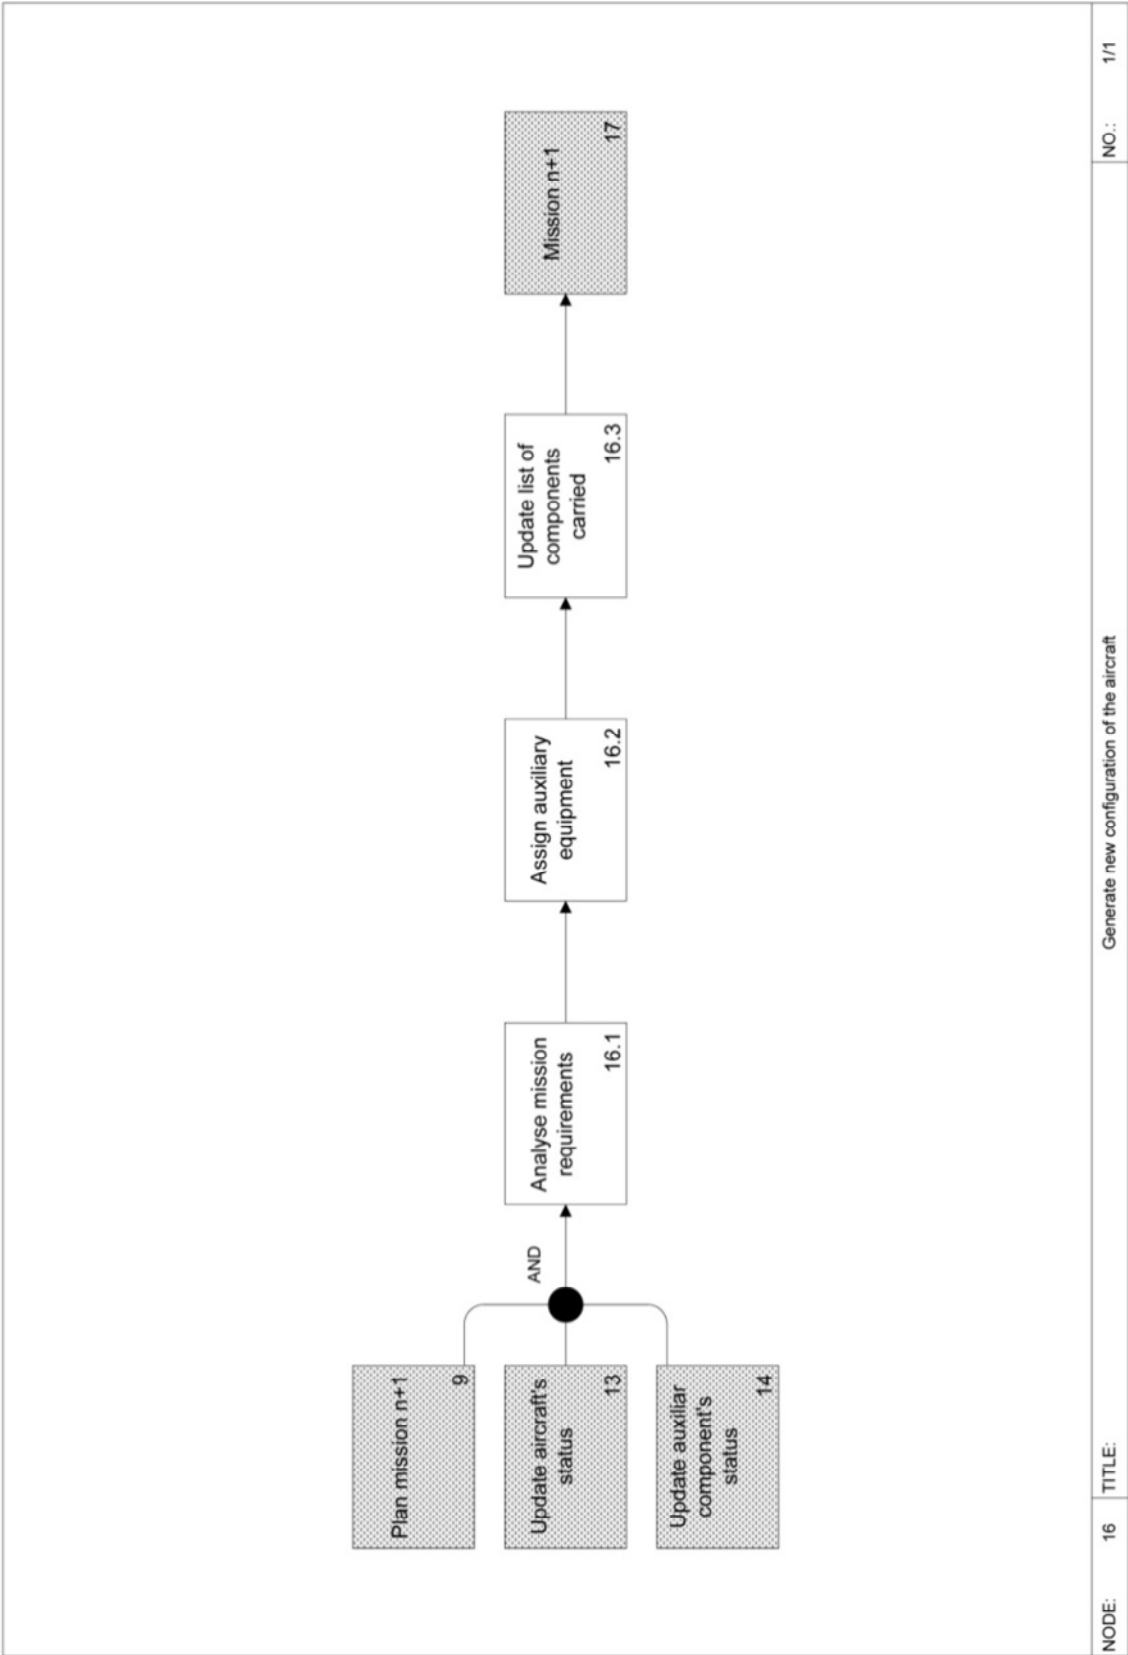 Plan mission n+1
9
Update aircraft's
status
13
Update auxiliar
component's
status
14
AND
Analyse mission
requirements
16.1
Assign auxiliary
equipment
16.2
Update list of
components
carried
16.3
Mission n+1
17
NODE: 16 TITLE: Generate new configuration of the aircraft NO.: 1/1